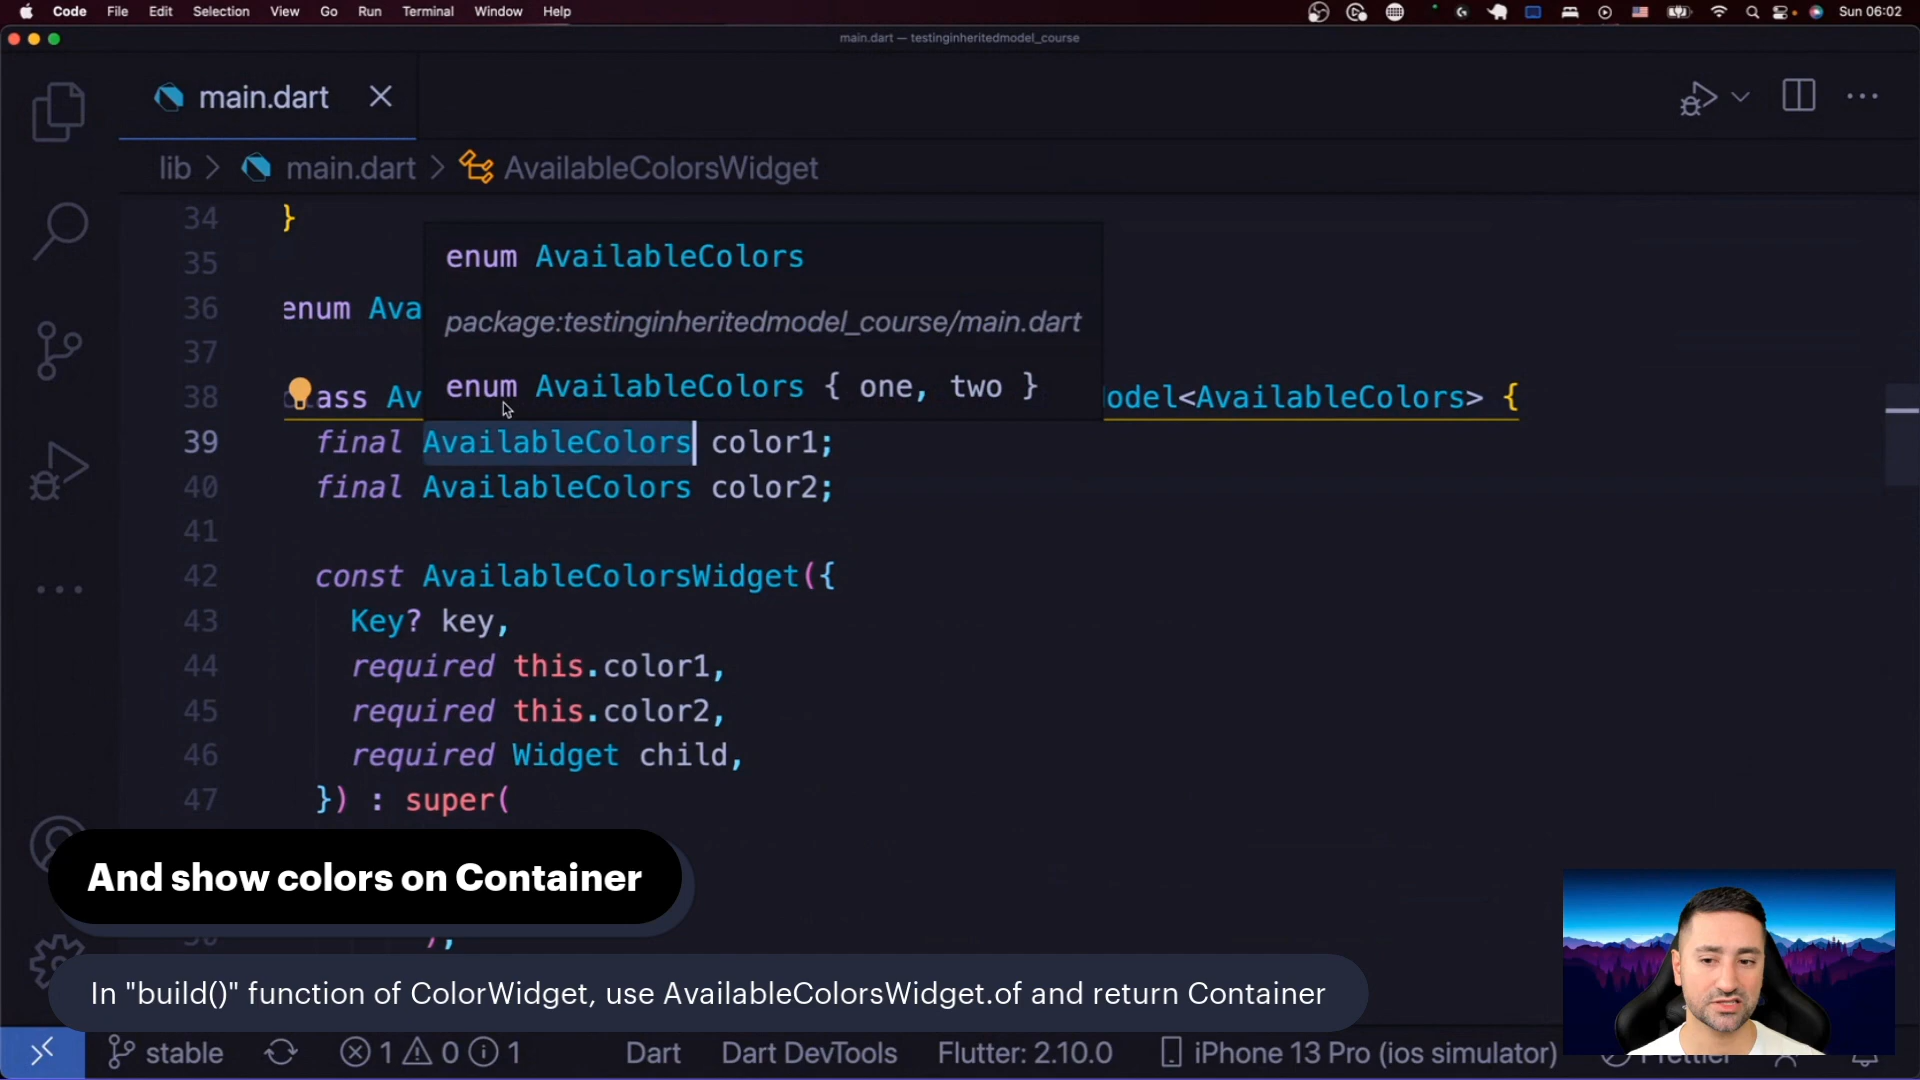 Code File Edit Selection View Go Run Terminal Window Help Sun 06:02
main.dart — testinginheritedmodel_course
main.dart
lib > main.dart > AvailableColorsWidget
34 }
35
36 enum Ava
37
38 ass Av odel<AvailableColors> {
enum AvailableColors
package:testinginheritedmodel_course/main.dart
enum AvailableColors { one, two }
39 final AvailableColors color1;
40 final AvailableColors color2;
41
42 const AvailableColorsWidget({
43 Key? key,
44 required this.color1,
45 required this.color2,
46 required Widget child,
47 }) : super(
And show colors on Container
);
In "build()" function of ColorWidget, use AvailableColorsWidget.of and return Container
stable 1 0 1 Dart Dart DevTools Flutter: 2.10.0 iPhone 13 Pro (ios simulator)